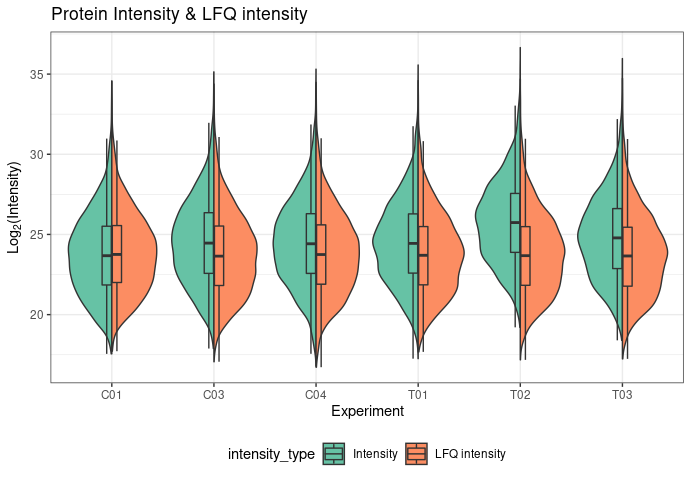 Protein Intensity & LFQ intensity
Log₂(Intensity)
35
30
25
20
C01 C03 C04 T01 T02 T03
Experiment
intensity_type Intensity LFQ intensity